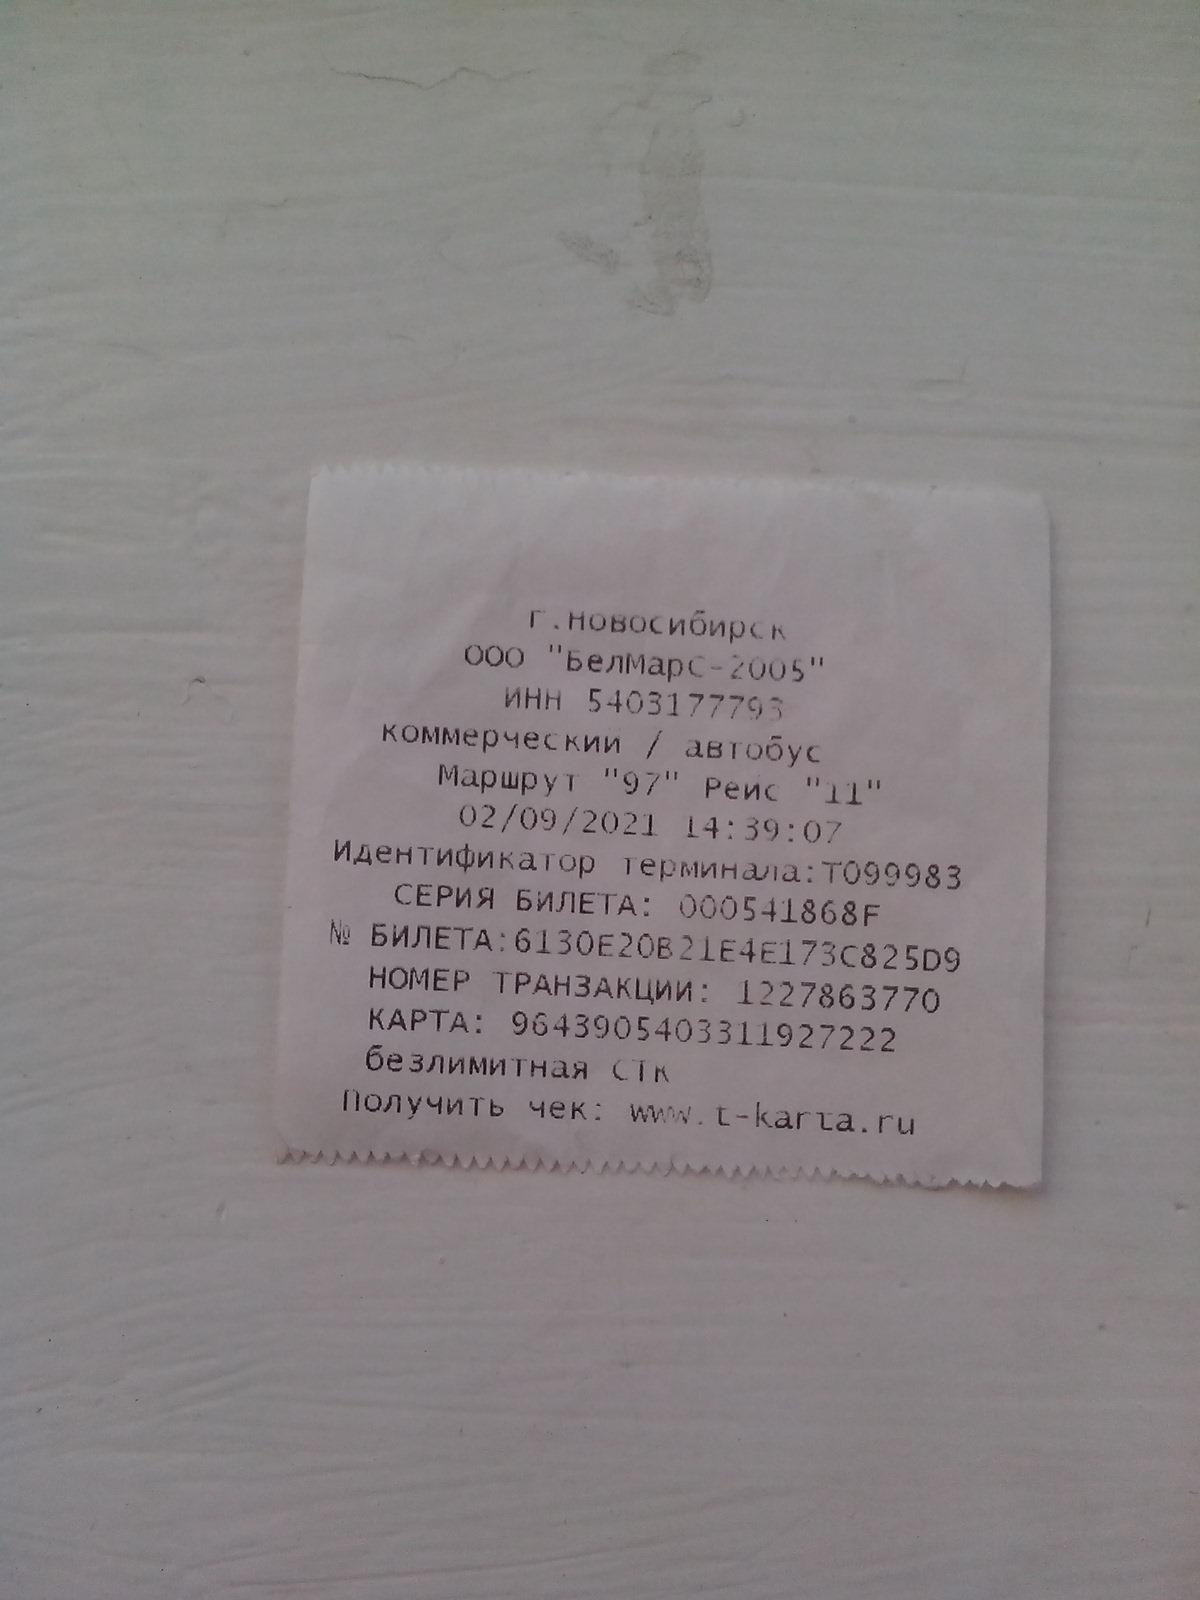 г.Новосибирск
ООО "БелМарС-2005"
ИНН 5403177793
коммерческий / автобус
Маршрут "97" Рейс "11"
02/09/2021 14:39:07
Идентификатор терминала:T099983
СЕРИЯ БИЛЕТА: 000541868F
№ БИЛЕТА:6130E20B21E4E173C825D9
НОМЕР ТРАНЗАКЦИИ: 1227863770
КАРТА: 9643905403311927222
безлимитная СТК
Получить чек: www.t-karta.ru